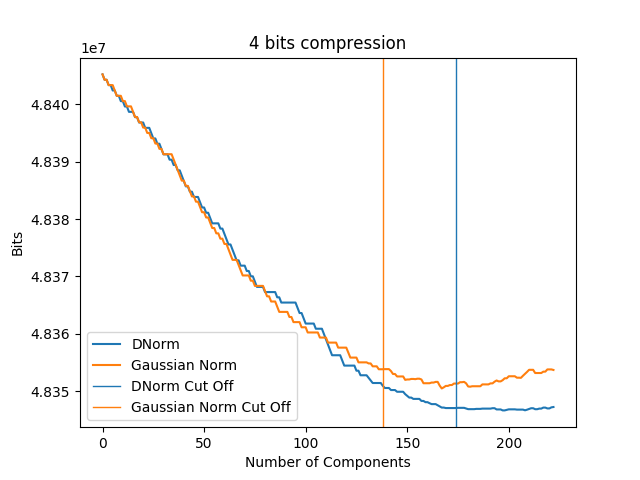 4 bits compression
1e7
4.840
4.839
4.838
4.837
4.836
4.835
Bits
DNorm
Gaussian Norm
DNorm Cut Off
Gaussian Norm Cut Off
0 50 100 150 200
Number of Components